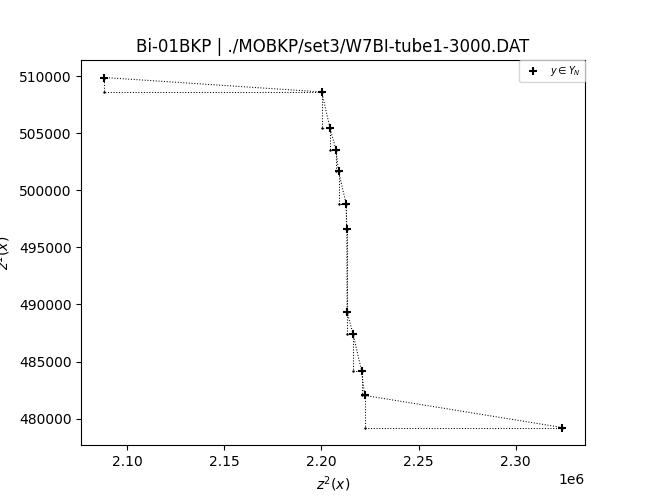 Bi-01BKP | ./MOBKP/set3/W7BI-tube1-3000.DAT
y ∈ Y_N
510000
505000
500000
495000
490000
485000
480000
2.10 2.15 2.20 2.25 2.30
1e6
z²(x)